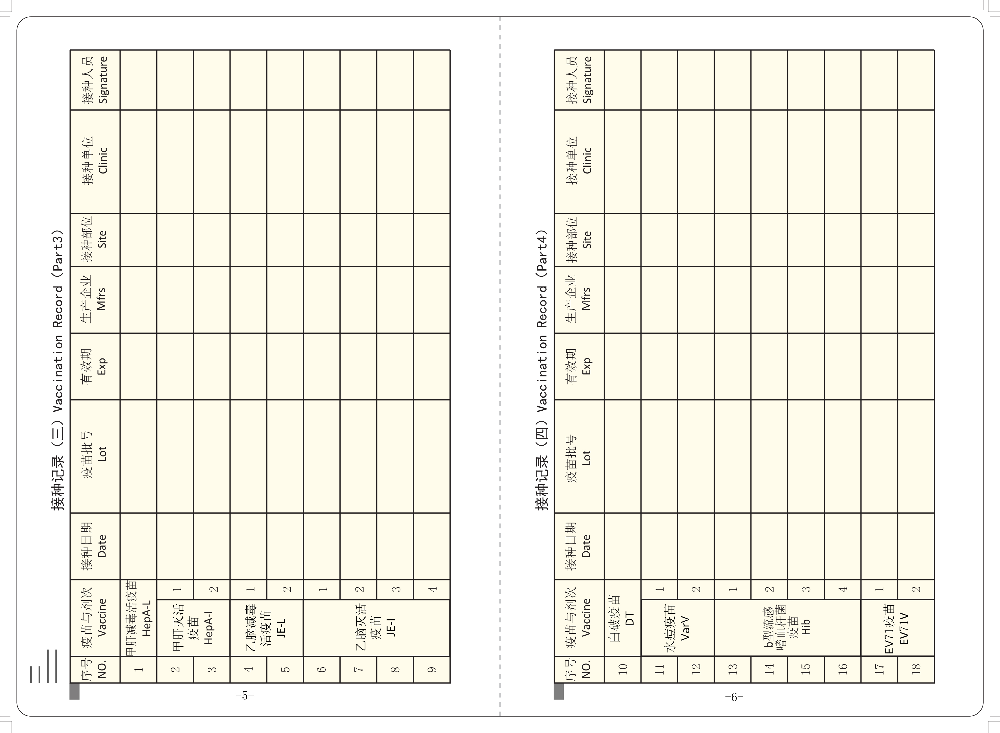 接种记录（三）Vaccination Record（Part3）
序号 疫苗与剂次 接种日期 疫苗批号 有效期 生产企业 接种部位 接种单位 接种人员
NO. Vaccine Date Lot Exp Mfrs Site Clinic Signature
1 甲肝减毒活疫苗
HepA-L
2 甲肝灭活 1
疫苗
3 HepA-I 2
4 乙脑减毒 1
活疫苗
5 JE-L 2
6 1
7 乙脑灭活 2
疫苗
8 JE-I 3
9 4
-5-
接种记录（四）Vaccination Record（Part4）
序号 疫苗与剂次 接种日期 疫苗批号 有效期 生产企业 接种部位 接种单位 接种人员
NO. Vaccine Date Lot Exp Mfrs Site Clinic Signature
10 白破疫苗
DT
11 水痘疫苗 1
12 VarV 2
13 1
14 b型流感 2
嗜血杆菌
疫苗
15 Hib 3
16 4
17 EV71疫苗 1
18 EV71V 2
-6-